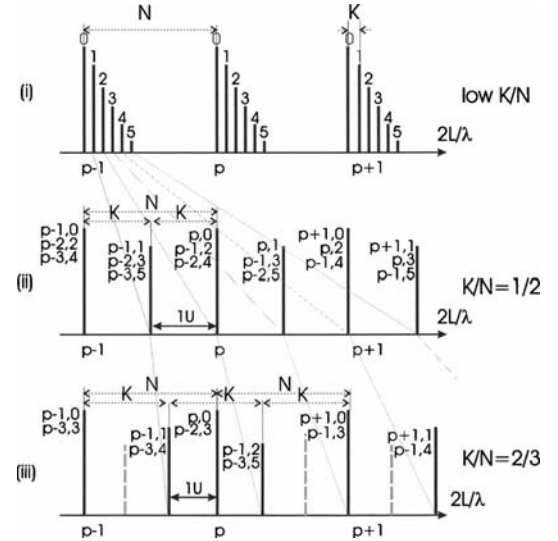 N
K
0
0
0
1
1
1
2
2
2
3
3
3
4
4
4
5
5
5
(i)
low K/N
2L/λ
p-1
p
p+1
N
K
K
p-1,0
p-2,2
p-3,4
p-1,1
p-2,3
p-3,5
p,0
p-1,2
p-2,4
p,1
p-1,3
p-2,5
p+1,0
p,2
p-1,4
p+1,1
p,3
p-1,5
(ii)
1U
K/N=1/2
2L/λ
p-1
p
p+1
N
N
K
K
K
p-1,0
p-3,3
p-1,1
p-3,4
p,0
p-2,3
p-1,2
p-3,5
p+1,0
p-1,3
p+1,1
p-1,4
(iii)
1U
K/N=2/3
2L/λ
p-1
p
p+1